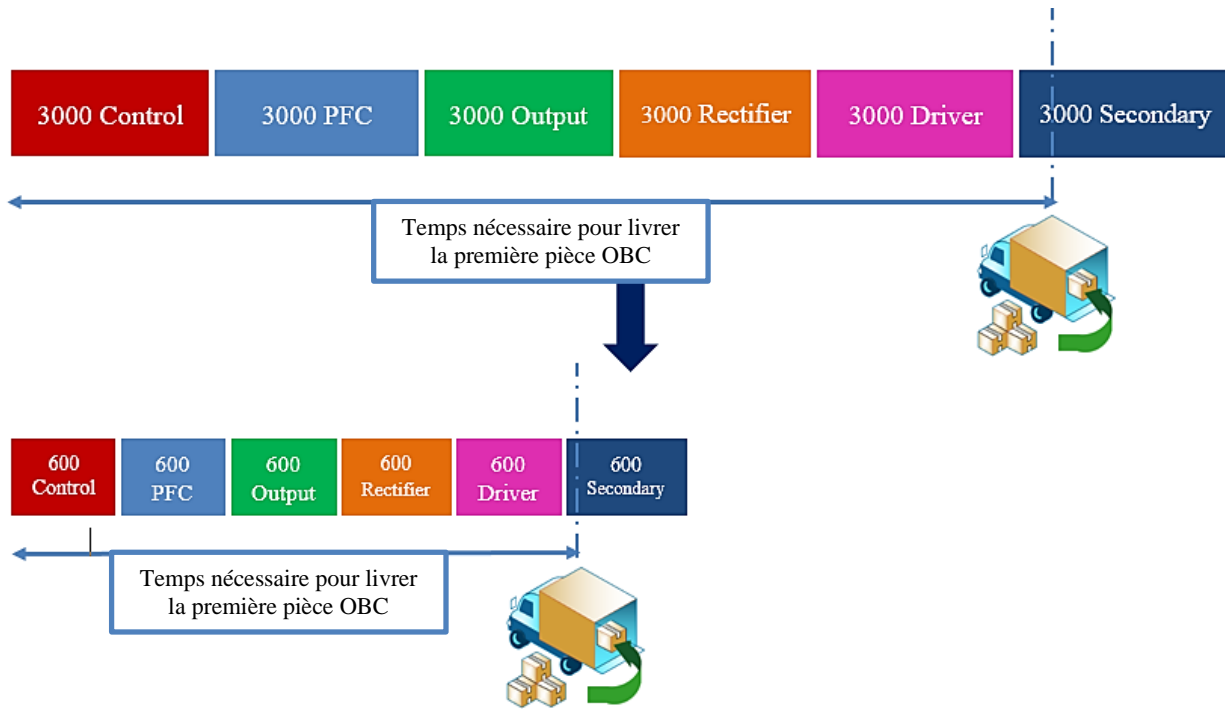 3000 Control
3000 PFC
3000 Output
3000 Rectifier
3000 Driver
3000 Secondary
Temps nécessaire pour livrer
la première pièce OBC
600
Control
600
PFC
600
Output
600
Rectifier
600
Driver
600
Secondary
Temps nécessaire pour livrer
la première pièce OBC